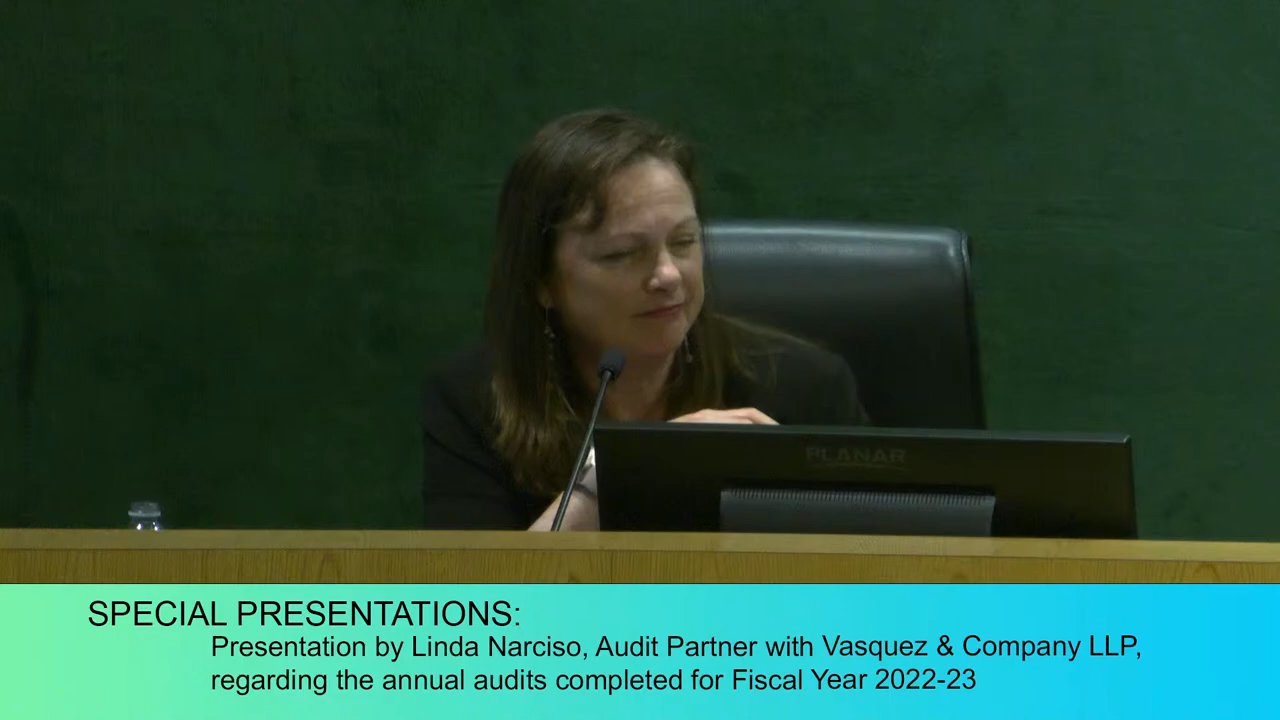 PLANAR
SPECIAL PRESENTATIONS:
Presentation by Linda Narciso, Audit Partner with Vasquez & Company LLP,
regarding the annual audits completed for Fiscal Year 2022-23